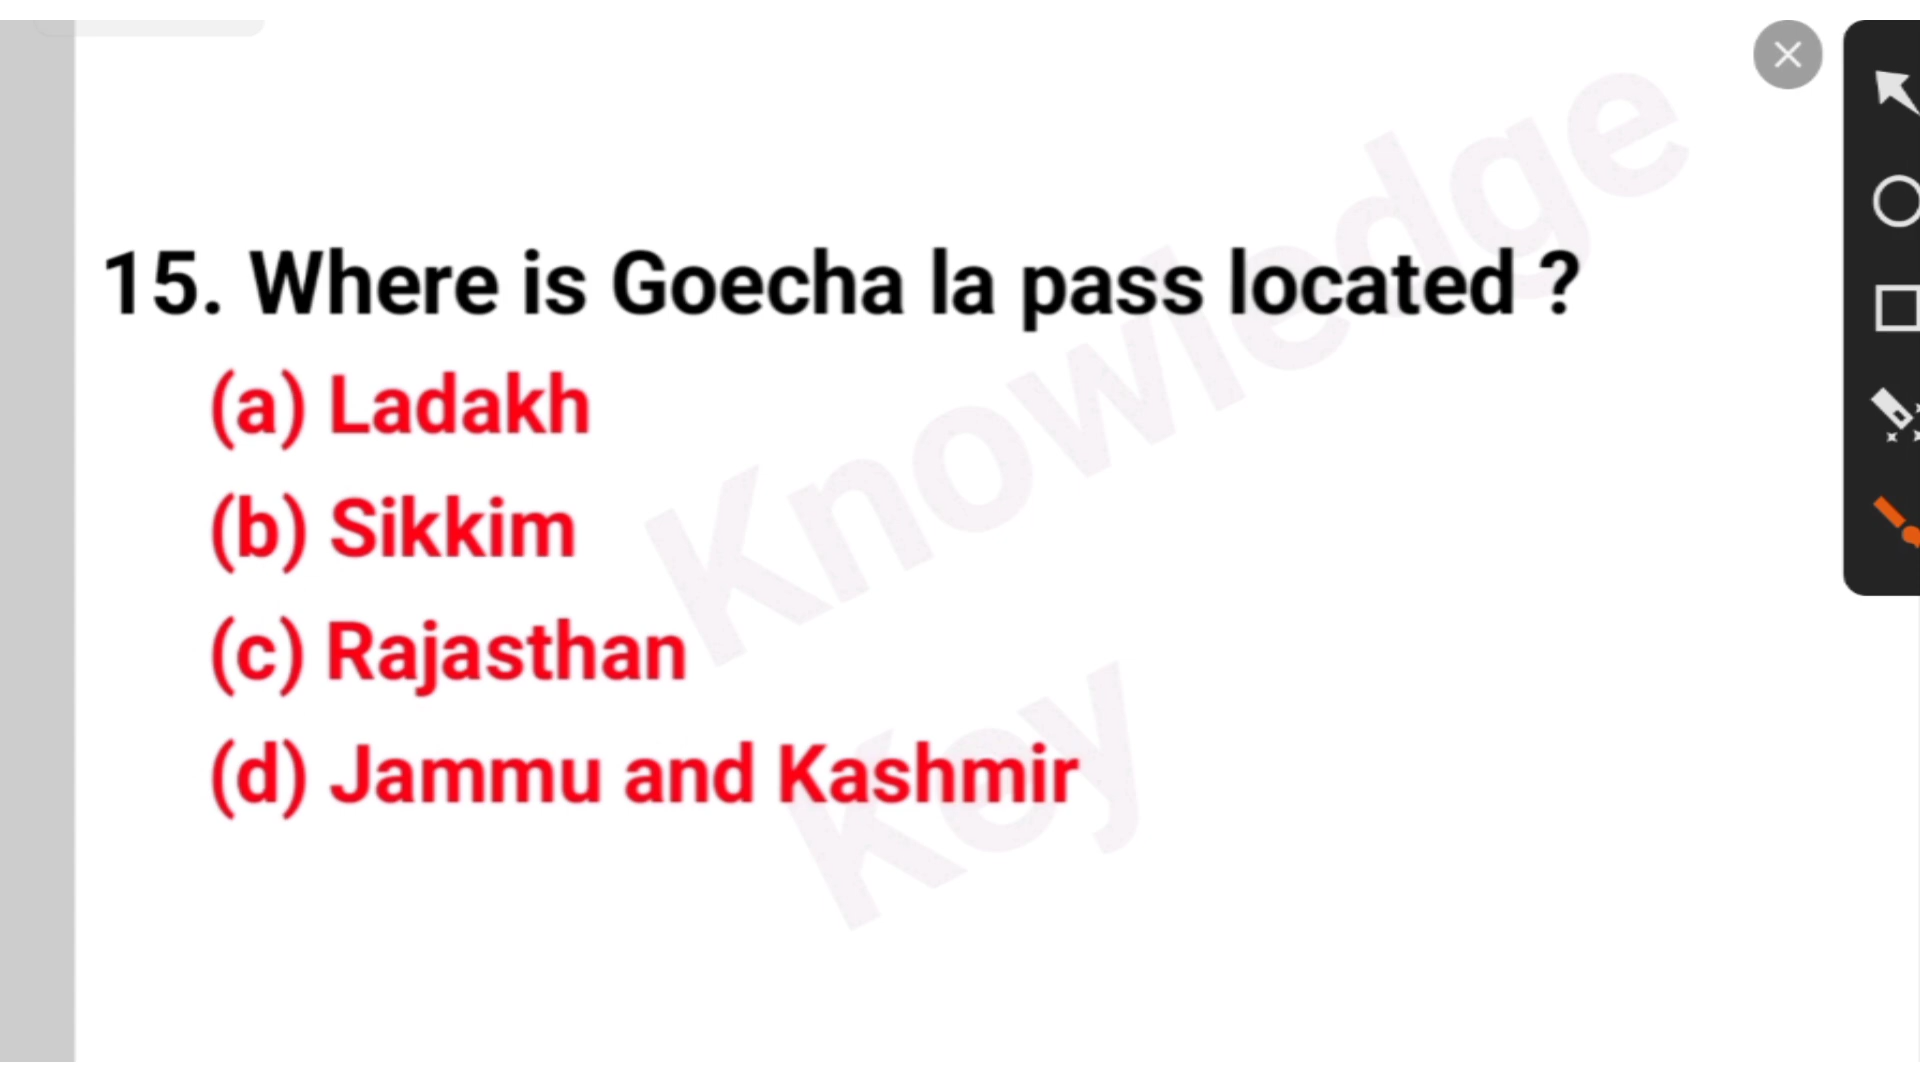 15. Where is Goecha la pass located ?
(a) Ladakh
(b) Sikkim
(c) Rajasthan
(d) Jammu and Kashmir
Knowledge
Key